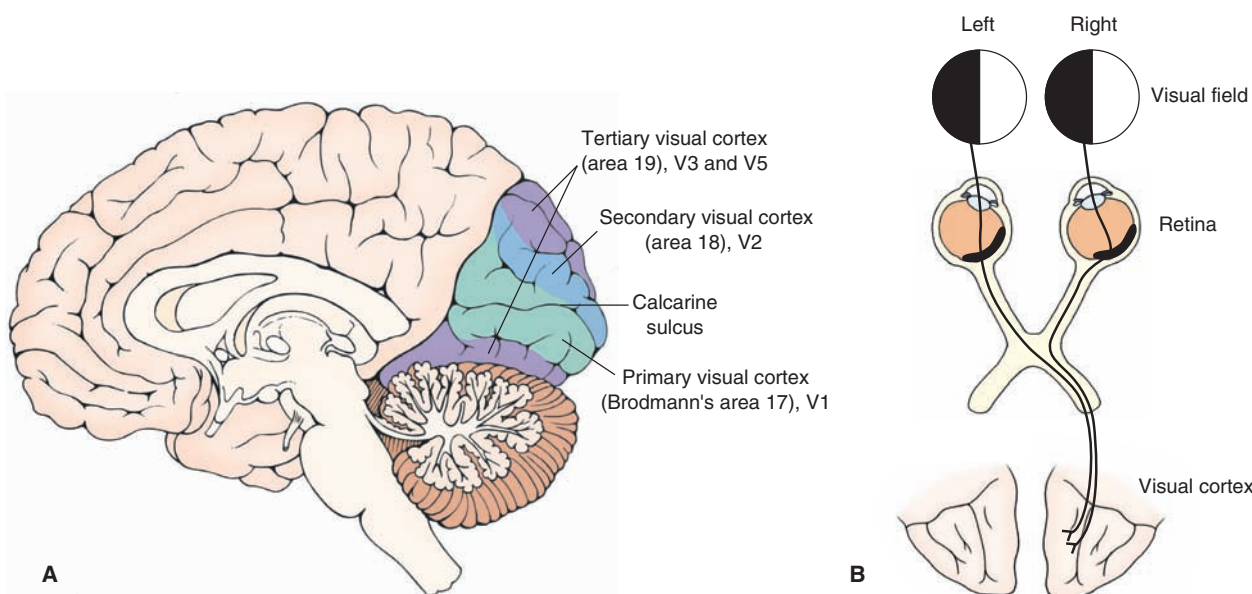 Tertiary visual cortex
(area 19), V3 and V5
Secondary visual cortex
(area 18), V2
Calcarine
sulcus
Primary visual cortex
(Brodmann's area 17), V1
A
Left Right
Visual field
Retina
Visual cortex
B